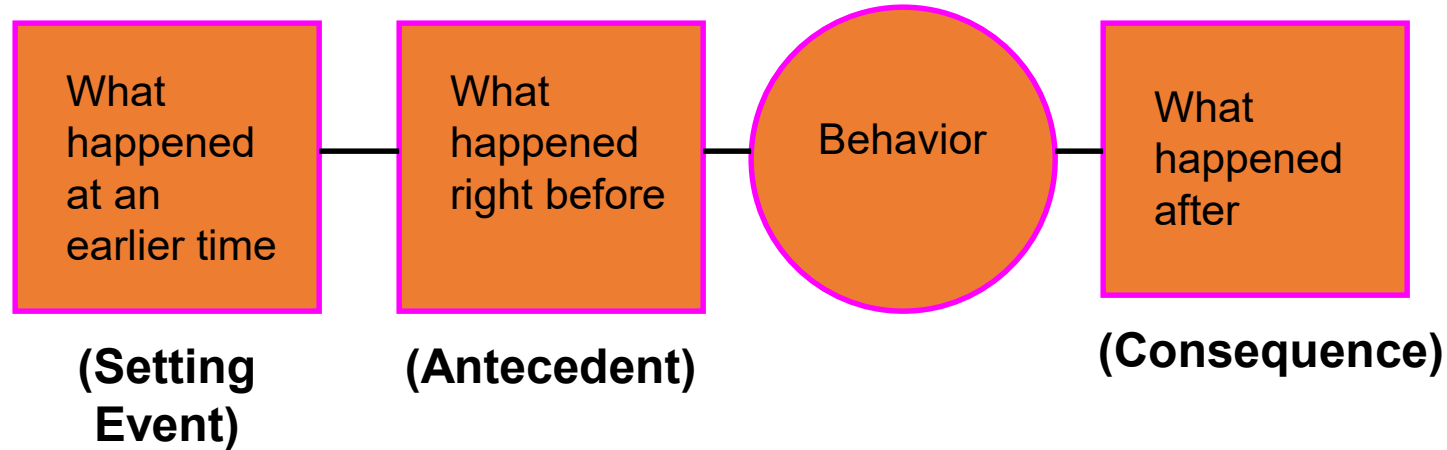 What
happened
at an
earlier time
(Setting
Event)
What
happened
right before
(Antecedent)
Behavior
What
happened
after
(Consequence)